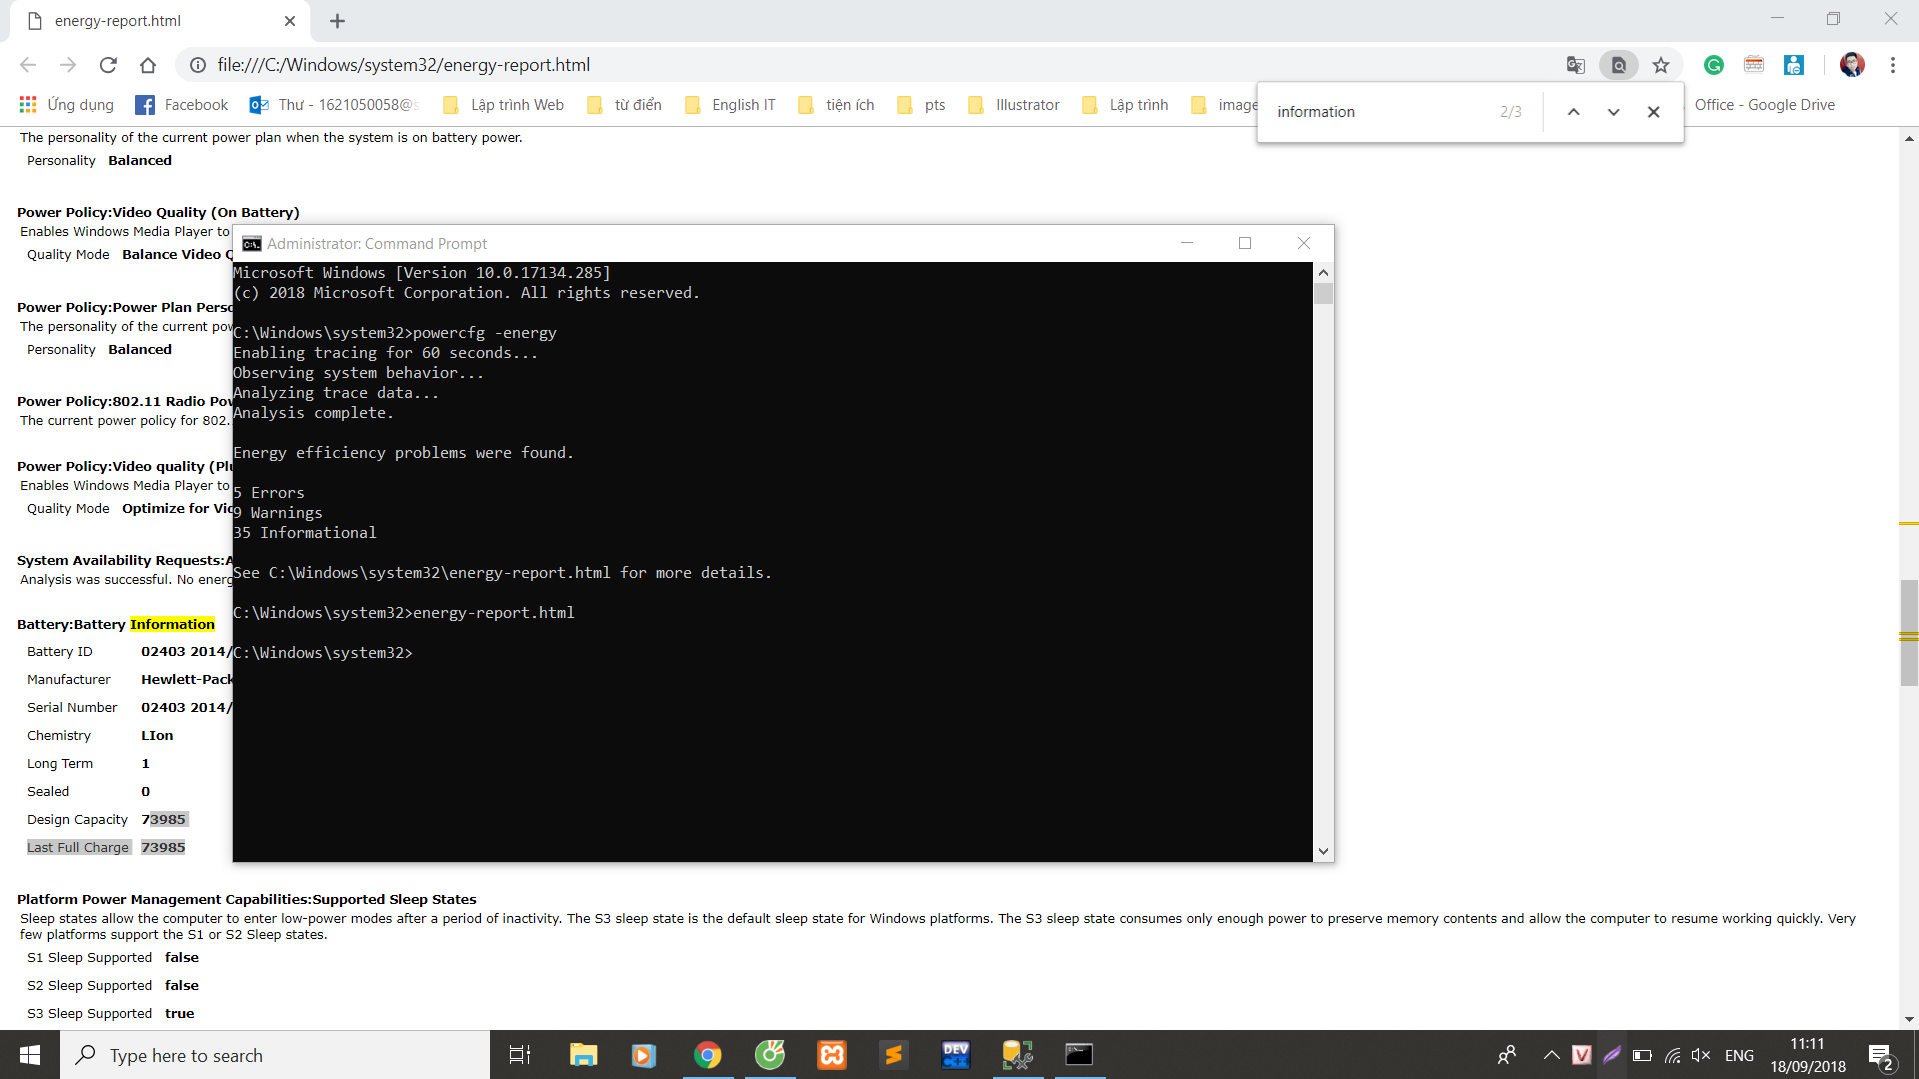 energy-report.html
file:///C:/Windows/system32/energy-report.html
Ứng dụng
Facebook
Thư - 1621050058@s
Lập trình Web
từ điển
English IT
tiện ích
pts
Illustrator
Lập trình
image
Office - Google Drive
information 2/3
The personality of the current power plan when the system is on battery power.
Personality Balanced
Power Policy:Video Quality (On Battery)
Enables Windows Media Player to
Quality Mode Balance Video Q
Power Policy:Power Plan Perso
The personality of the current pow
Personality Balanced
Power Policy:802.11 Radio Pow
The current power policy for 802.
Power Policy:Video quality (Plu
Enables Windows Media Player to
Quality Mode Optimize for Vid
System Availability Requests:A
Analysis was successful. No energ
Battery:Battery Information
Battery ID 02403 2014/
Manufacturer Hewlett-Pack
Serial Number 02403 2014/
Chemistry LIon
Long Term 1
Sealed 0
Design Capacity 73985
Last Full Charge 73985
Platform Power Management Capabilities:Supported Sleep States
Sleep states allow the computer to enter low-power modes after a period of inactivity. The S3 sleep state is the default sleep state for Windows platforms. The S3 sleep state consumes only enough power to preserve memory contents and allow the computer to resume working quickly. Very
few platforms support the S1 or S2 Sleep states.
S1 Sleep Supported false
S2 Sleep Supported false
S3 Sleep Supported true
Administrator: Command Prompt
Microsoft Windows [Version 10.0.17134.285]
(c) 2018 Microsoft Corporation. All rights reserved.
C:\Windows\system32>powercfg -energy
Enabling tracing for 60 seconds...
Observing system behavior...
Analyzing trace data...
Analysis complete.
Energy efficiency problems were found.
5 Errors
9 Warnings
35 Informational
See C:\Windows\system32\energy-report.html for more details.
C:\Windows\system32>energy-report.html
C:\Windows\system32>
Type here to search
DEV
ENG
11:11
18/09/2018
2